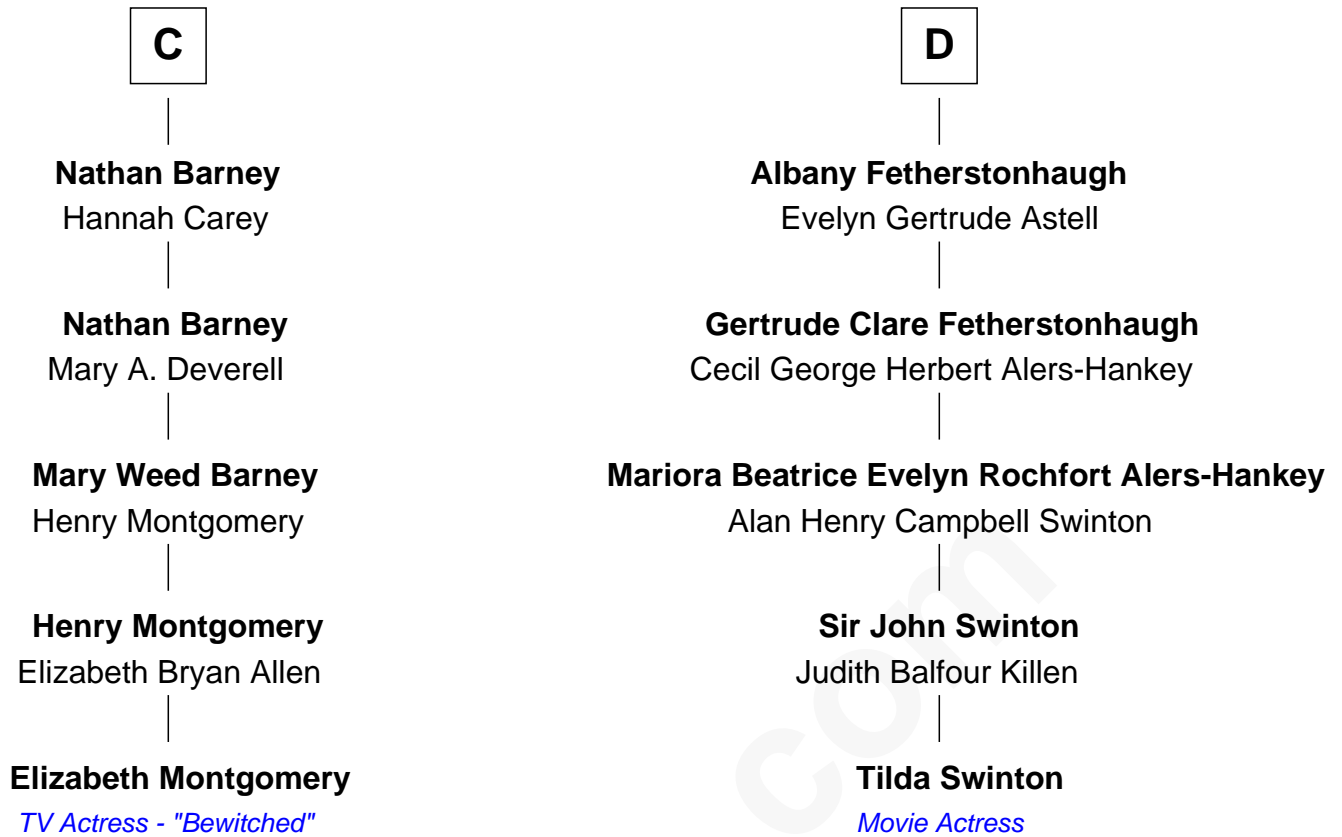 C
Nathan Barney
Hannah Carey
Nathan Barney
Mary A. Deverell
Mary Weed Barney
Henry Montgomery
Henry Montgomery
Elizabeth Bryan Allen
Elizabeth Montgomery
TV Actress - "Bewitched"
D
Albany Fetherstonhaugh
Evelyn Gertrude Astell
Gertrude Clare Fetherstonhaugh
Cecil George Herbert Alers-Hankey
Mariora Beatrice Evelyn Rochfort Alers-Hankey
Alan Henry Campbell Swinton
Sir John Swinton
Judith Balfour Killen
Tilda Swinton
Movie Actress
com